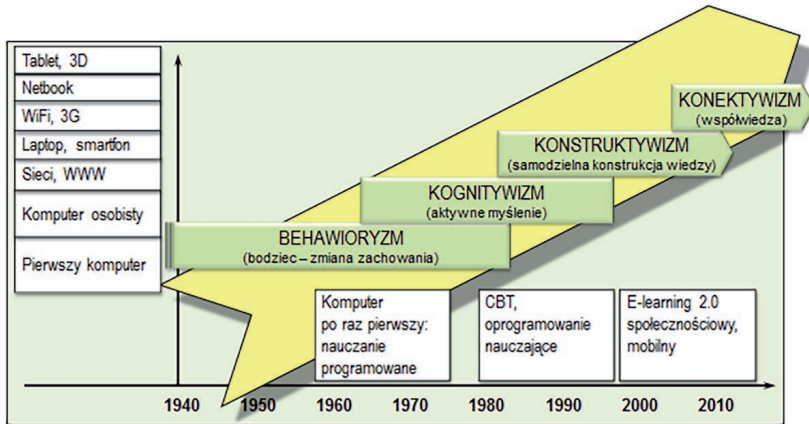 Tablet, 3D
Netbook
WiFi, 3G
Laptop, smartfon
Sieci, WWW
Komputer osobisty
Pierwszy komputer
KONEKTYWIZM
(współwiedza)
KONSTRUKTYWIZM
(samodzielna konstrukcja wiedzy)
KOGNITYWIZM
(aktywne myślenie)
BEHAWIORYZM
(bodziec – zmiana zachowania)
Komputer
po raz pierwszy:
nauczanie
programowane
CBT,
oprogramowanie
nauczające
E-learning 2.0
społecznościowy,
mobilny
1940 1950 1960 1970 1980 1990 2000 2010